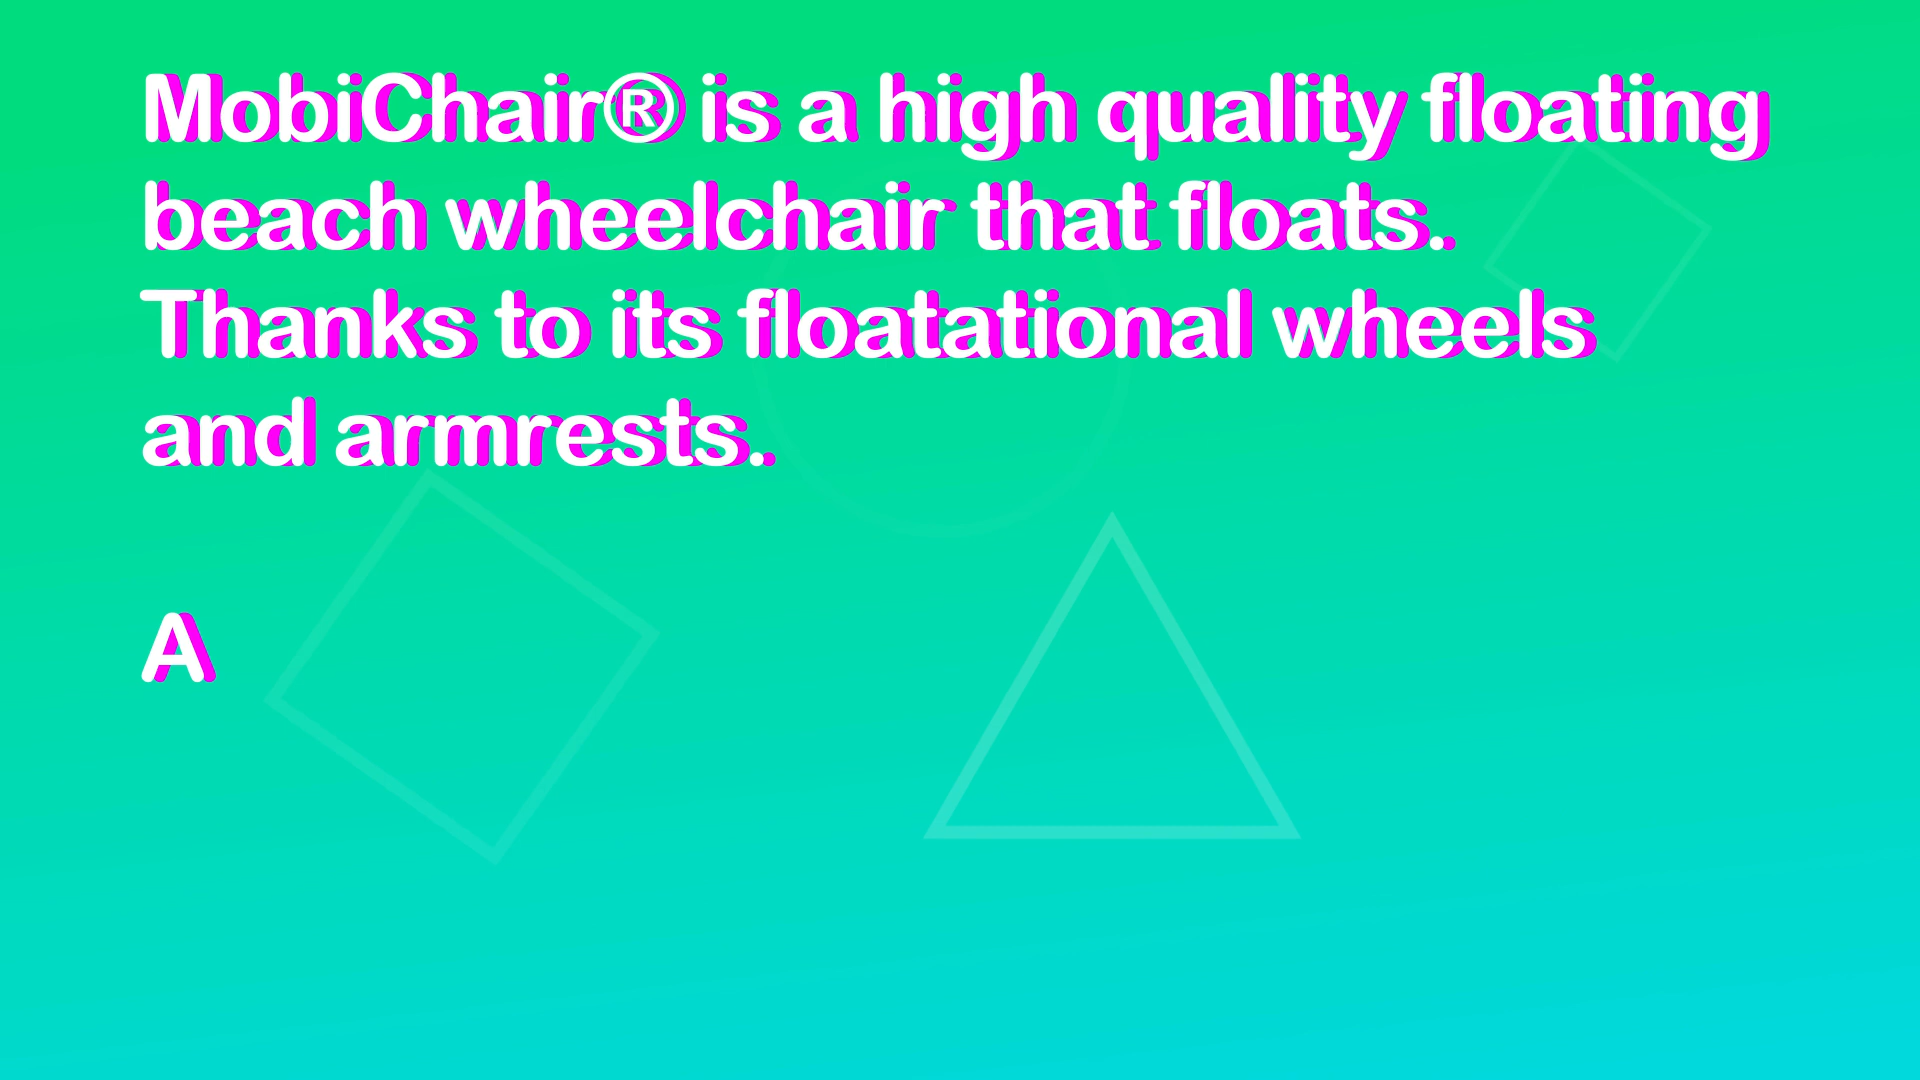 MobiChair® is a high quality floating
beach wheelchair that floats.
Thanks to its floatational wheels
and armrests.
A